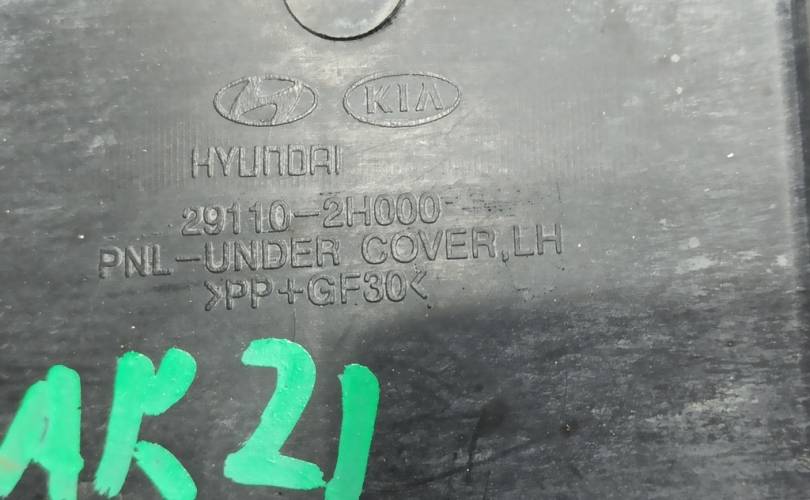 KIA
HYUNDAI
29110-2H000
PNL-UNDER COVER,LH
>PP+GF30<
AK21